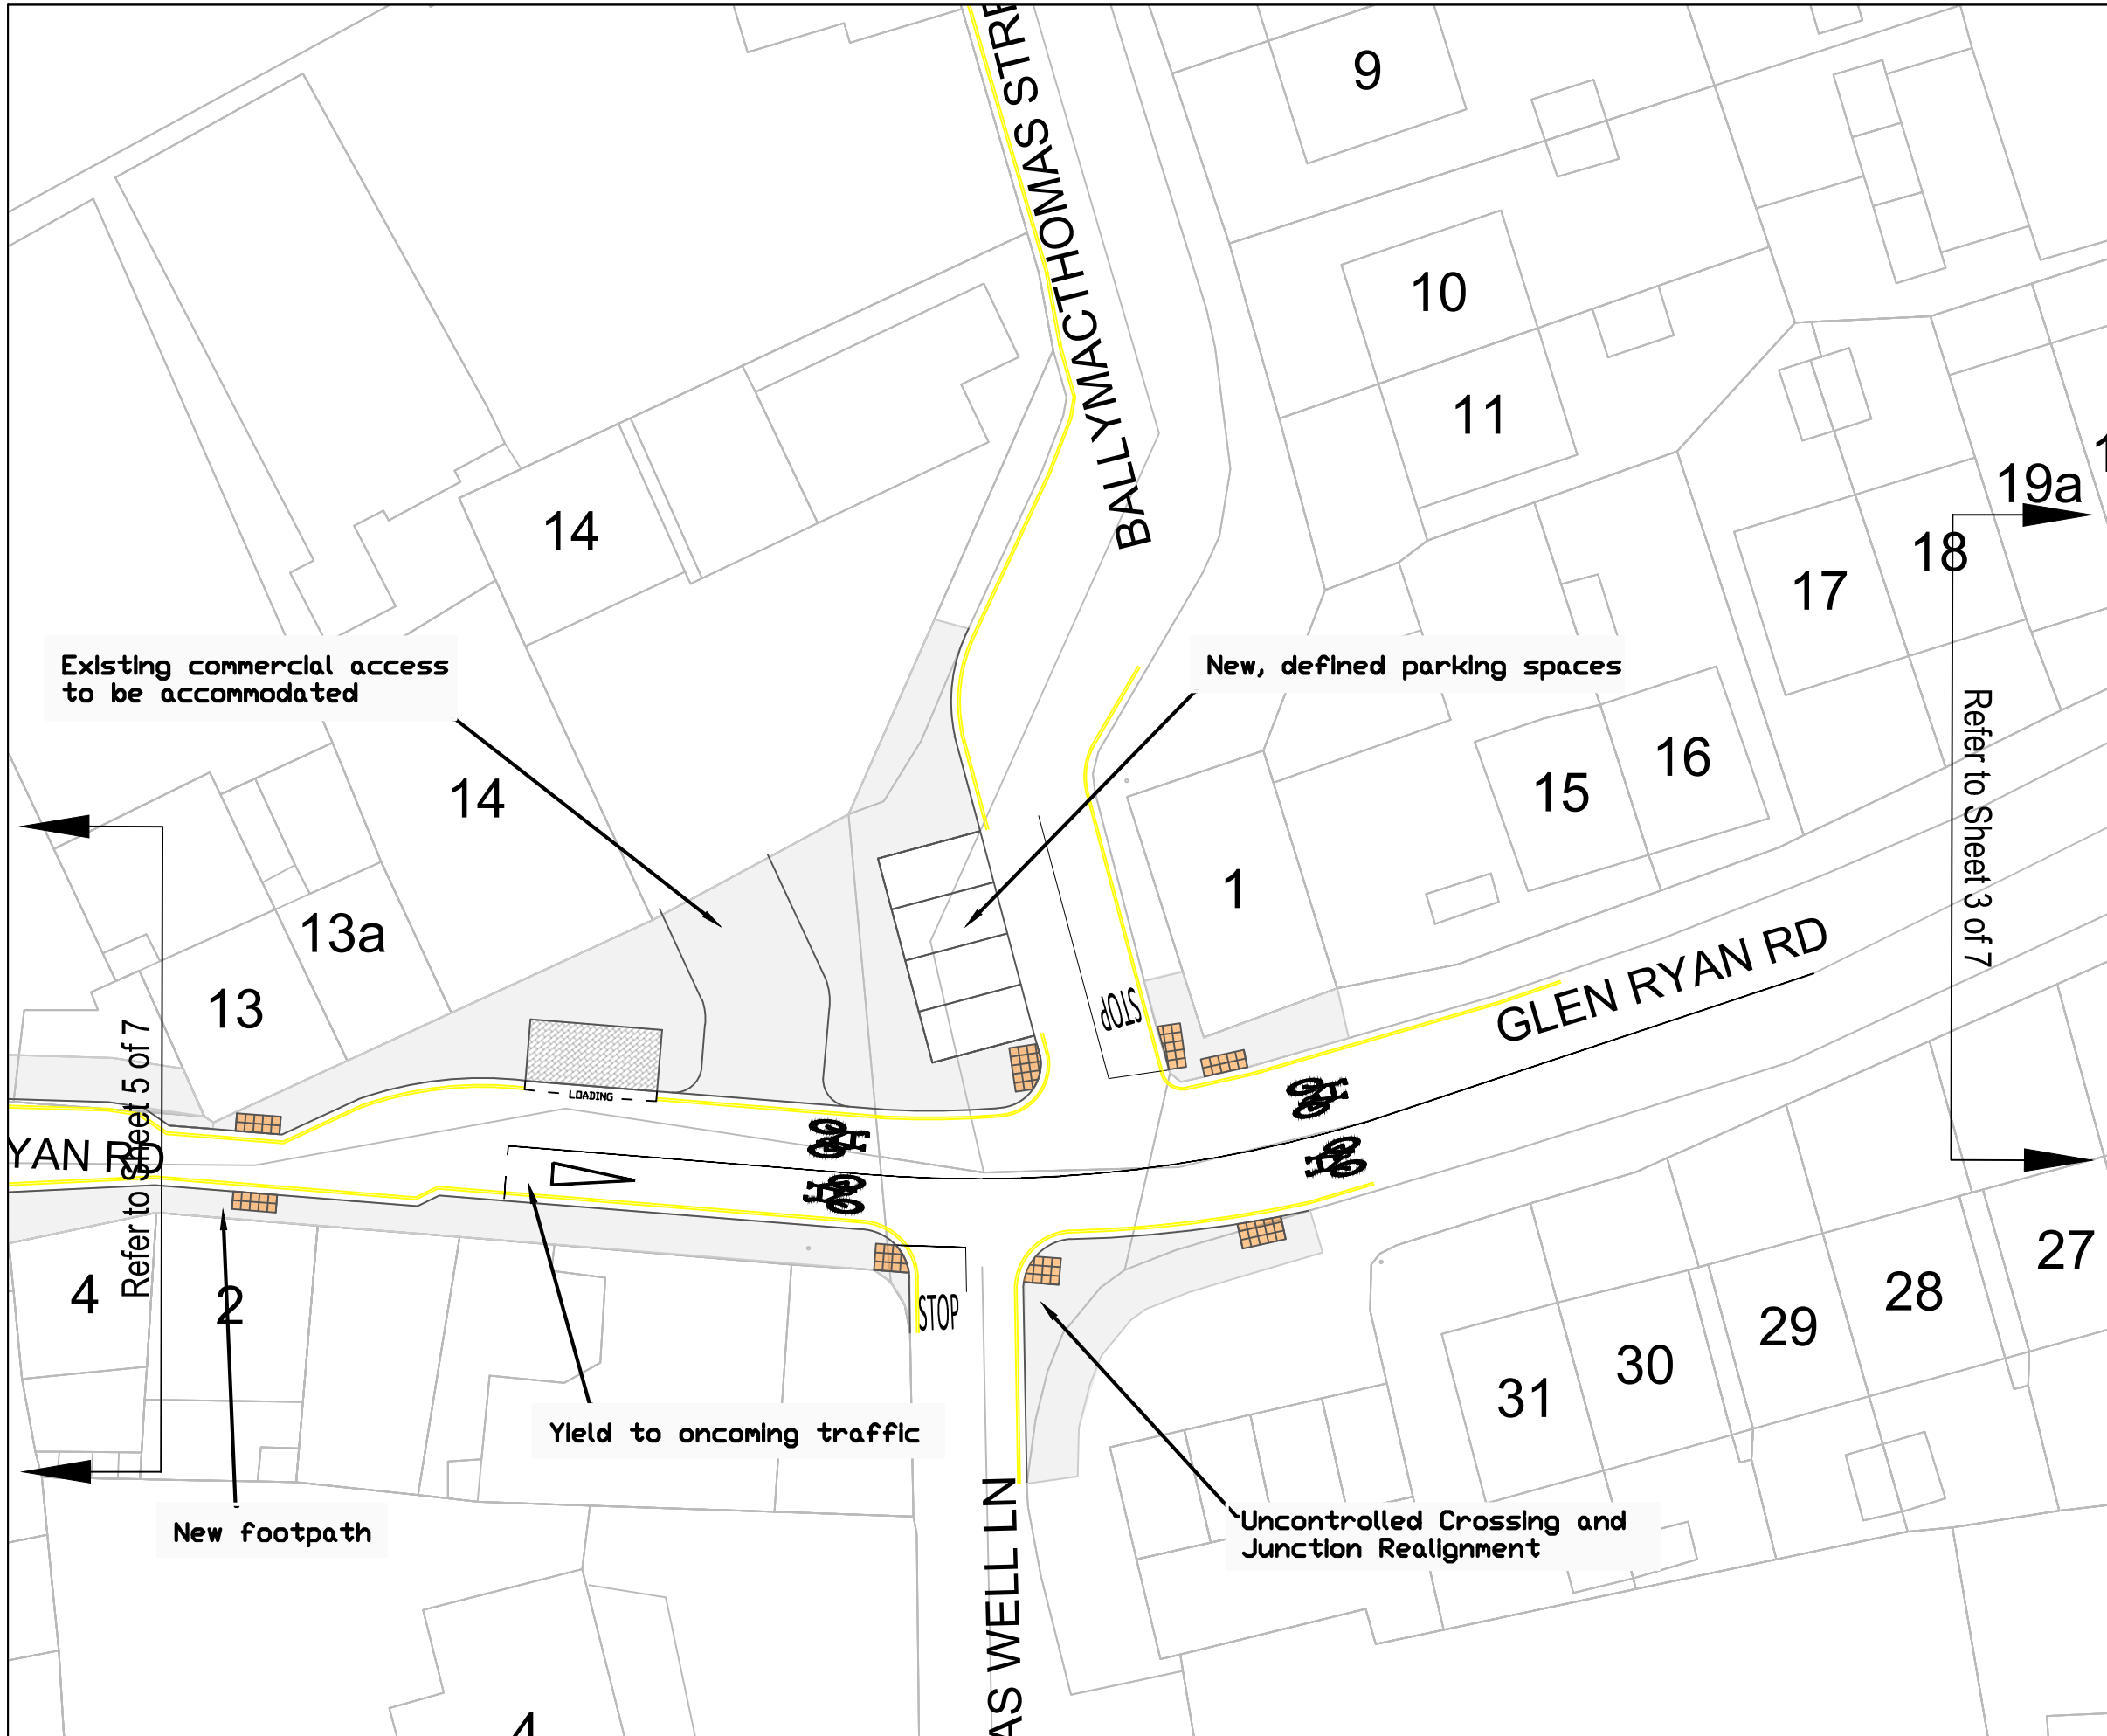 BALLYMACTHOMAS
9
10
11
14
19a
18
17
Existing commercial access
to be accommodated
New, defined parking spaces
Refer to Sheet 3 of 7
14
16
15
1
13a
13
GLEN RYAN RD
STOP
LOADING
Refer to Sheet 5 of 7
RD
4
2
STOP
27
28
29
30
31
Yield to oncoming traffic
New footpath
Uncontrolled Crossing and
Junction Realignment
WELL LN
4